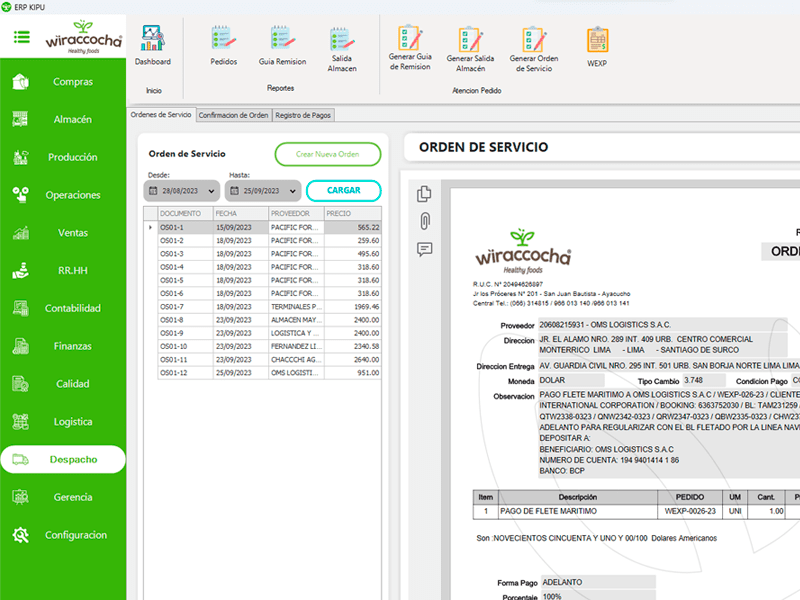 ERP KIPU
wiraccocha
Healthy foods
Dashboard
Inicio
Pedidos
Guia Remision
Salida
Almacen
Reportes
Generar Guia
de Remision
Generar Salida
Almacén
Generar Orden
de Servicio
WEXP
Atencion Pedido
Compras
Almacén
Producción
Operaciones
Ventas
RR.HH
Contabilidad
Finanzas
Calidad
Logistica
Despacho
Gerencia
Configuracion
Ordenes de Servicio
Confirmacion de Orden
Registro de Pagos
Orden de Servicio
Crear Nueva Orden
Desde:
Hasta:
28/08/2023
25/09/2023
CARGAR
DOCUMENTO FECHA PROVEEDOR PRECIO
OS01-1 15/09/2023 PACIFIC FOR... 565.22
OS01-2 18/09/2023 PACIFIC FOR... 259.60
OS01-3 18/09/2023 PACIFIC FOR... 495.60
OS01-4 18/09/2023 PACIFIC FOR... 318.60
OS01-5 18/09/2023 PACIFIC FOR... 318.60
OS01-6 18/09/2023 PACIFIC FOR... 318.60
OS01-7 18/09/2023 TERMINALES P... 1969.46
OS01-8 21/09/2023 ALMACEN MAY... 2400.00
OS01-9 23/09/2023 LOGISTICA Y ... 2400.00
OS01-10 23/09/2023 FERNANDEZ LI... 2340.58
OS01-11 23/09/2023 CHACCCHI AG... 2640.00
OS01-12 25/09/2023 OMS LOGISTI... 951.00
ORDEN DE SERVICIO
wiraccocha
Healthy foods
R
ORDE
R.U.C. N° 20494626897
Jr los Próceres N° 201 - San Juan Bautista - Ayacucho
Central Tel.: (066) 314815 / 966 013 140 /966 013 141
Proveedor 20608215931 - OMS LOGISTICS S.A.C.
Direccion JR. EL ALAMO NRO. 289 INT. 409 URB. CENTRO COMERCIAL
MONTERRICO LIMA - LIMA - SANTIAGO DE SURCO
Direccion Entrega AV. GUARDIA CIVIL NRO. 295 INT. 501 URB. SAN BORJA NORTE LIMA LIMA
Moneda DOLAR Tipo Cambio 3.748 Condicion Pago CO
Observacion PAGO FLETE MARITIMO A OMS LOGISTICS S.A.C / WEXP-026-23 / CLIENTE
INTERNATIONAL CORPORATION / BOOKING: 6363752030 / BL: TAM231259 /
QTW2338-0323 / QNW2342-0323 / QRW2347-0323 / QBW2335-0323 / CHW23
ADELANTO PARA REGULARIZAR CON EL BL FLETADO POR LA LINEA NAVI
DEPOSITAR A:
BENEFICIARIO: OMS LOGISTICS S.A.C
NUMERO DE CUENTA: 194 9401414 1 86
BANCO: BCP
Item Descripción PEDIDO UM Cant. P
1 PAGO DE FLETE MARITIMO WEXP-0026-23 UNI 1.00
Son :NOVECIENTOS CINCUENTA Y UNO Y 00/100 Dolares Americanos
Forma Pago ADELANTO
Porcentaje 100%